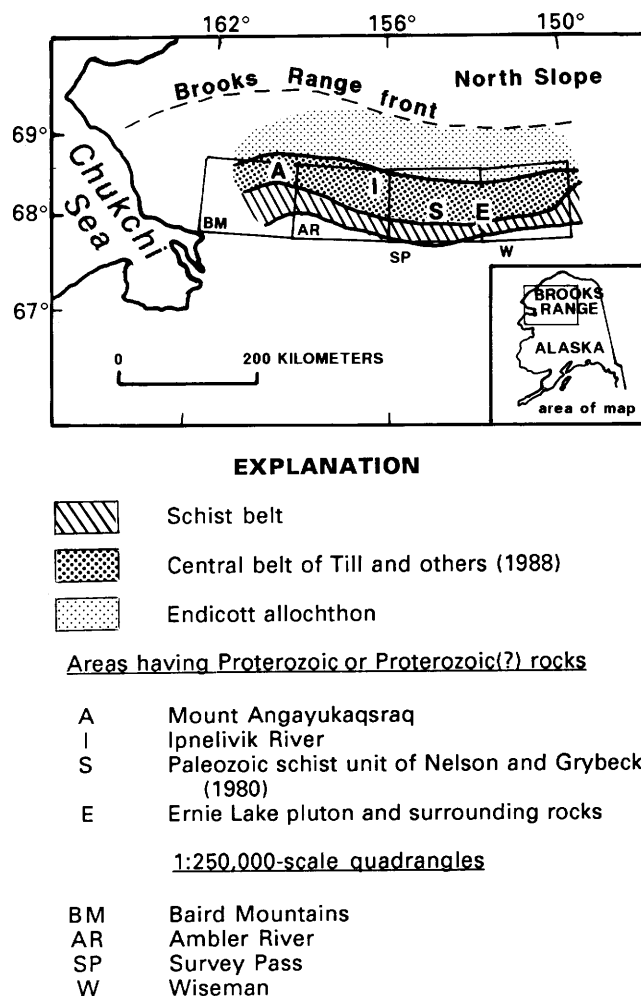 162°
156°
150°
Brooks Range front
North Slope
69°
68°
67°
Chukchi
Sea
A
I
S
E
BM
AR
SP
W
0
200 KILOMETERS
BROOKS
RANGE
ALASKA
area of map
EXPLANATION
Schist belt
Central belt of Till and others (1988)
Endicott allochthon
Areas having Proterozoic or Proterozoic(?) rocks
A Mount Angayukaqsraq
I Ipnelivik River
S Paleozoic schist unit of Nelson and Grybeck
(1980)
E Ernie Lake pluton and surrounding rocks
1:250,000-scale quadrangles
BM Baird Mountains
AR Ambler River
SP Survey Pass
W Wiseman